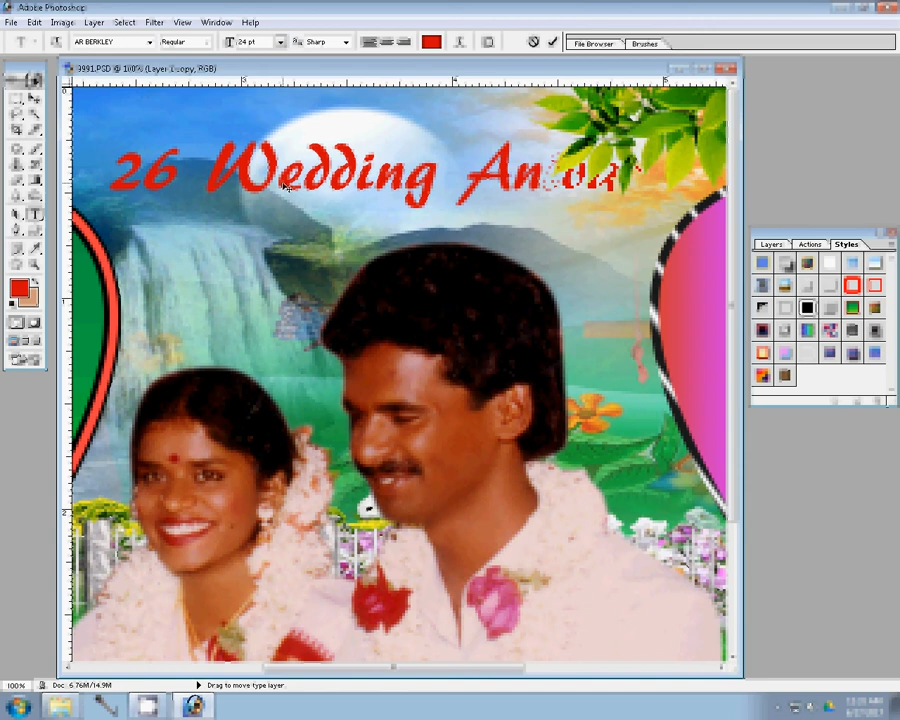 Adobe Photoshop
File Edit Image Layer Select Filter View Window Help
AR BERKLEY Regular 24 pt Sharp File Browser Brushes
9991.PSD @ 100% (Layer 1 copy, RGB)
26 Wedding An
Layers Actions Styles
100% Doc: 6.76M/14.9M Drag to move type layer.